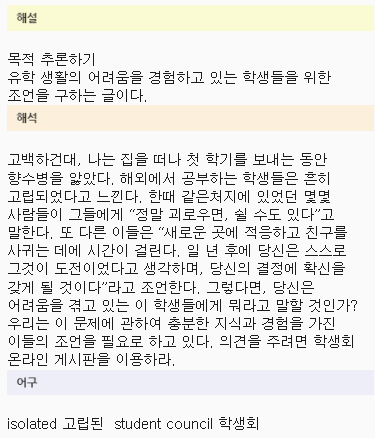 해설
목적 추론하기
유학 생활의 어려움을 경험하고 있는 학생들을 위한
조언을 구하는 글이다.
해석
고백하건대, 나는 집을 떠나 첫 학기를 보내는 동안
향수병을 앓았다. 해외에서 공부하는 학생들은 흔히
고립되었다고 느낀다. 한때 같은처지에 있었던 몇몇
사람들이 그들에게 “정말 괴로우면, 쉴 수도 있다”고
말한다. 또 다른 이들은 “새로운 곳에 적응하고 친구를
사귀는 데에 시간이 걸린다. 일 년 후에 당신은 스스로
그것이 도전이었다고 생각하며, 당신의 결정에 확신을
갖게 될 것이다”라고 조언한다. 그렇다면, 당신은
어려움을 겪고 있는 이 학생들에게 뭐라고 말할 것인가?
우리는 이 문제에 관하여 충분한 지식과 경험을 가진
이들의 조언을 필요로 하고 있다. 의견을 주려면 학생회
온라인 게시판을 이용하라.
어구
isolated 고립된  student council 학생회